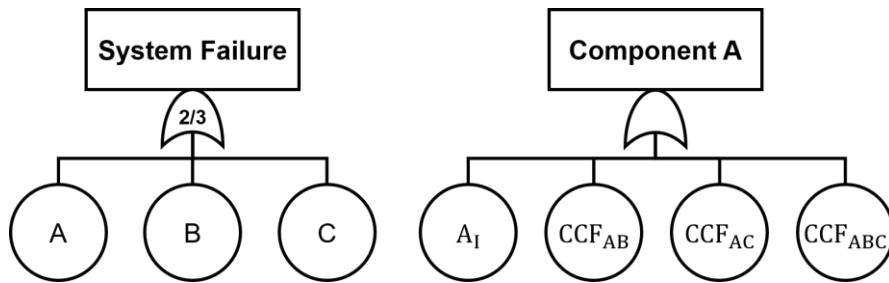 System Failure
Component A
2/3
A
B
C
A_I
CCF_AB
CCF_AC
CCF_ABC